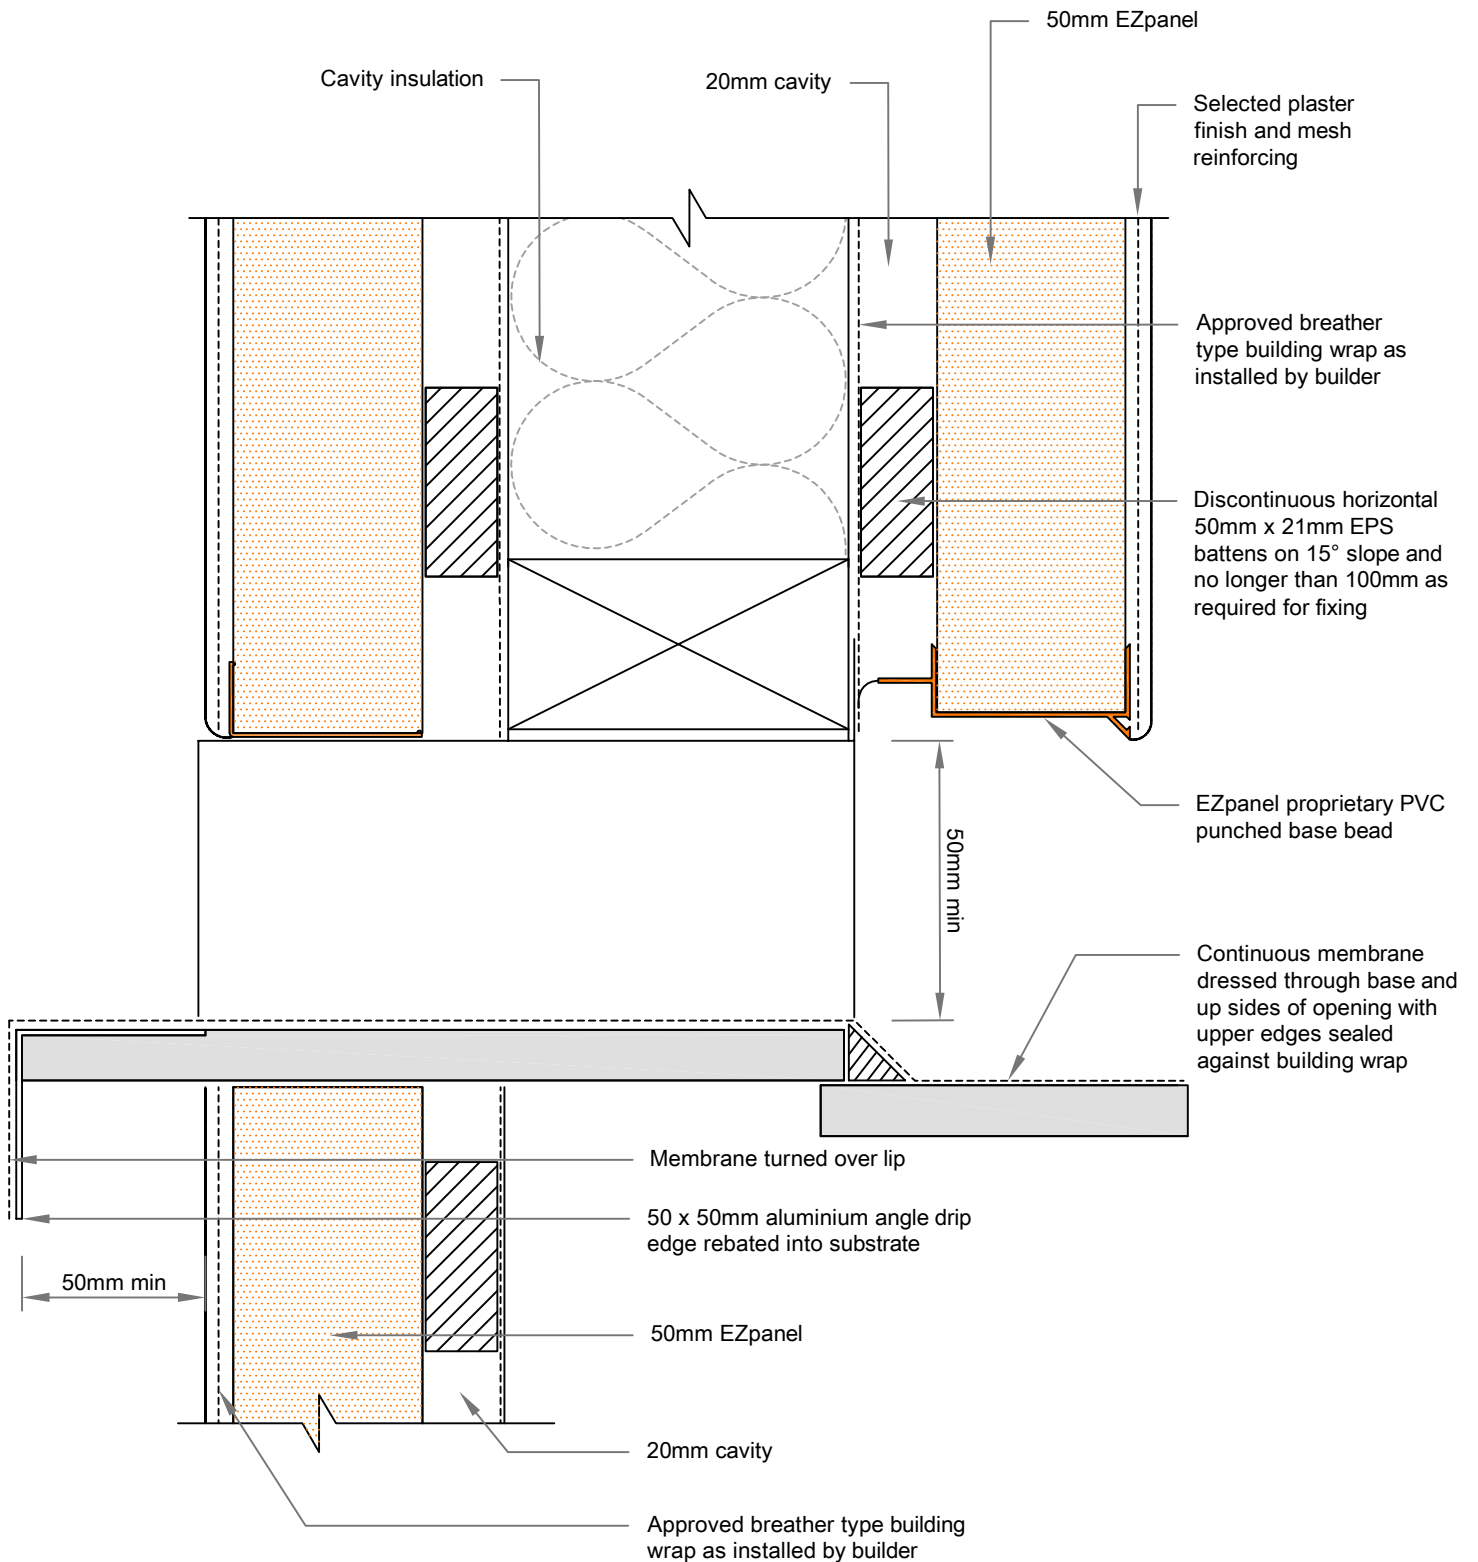 50mm EZpanel
Cavity insulation
20mm cavity
Selected plaster
finish and mesh
reinforcing
Approved breather
type building wrap as
installed by builder
Discontinuous horizontal
50mm x 21mm EPS
battens on 15° slope and
no longer than 100mm as
required for fixing
EZpanel proprietary PVC
punched base bead
50mm min
Continuous membrane
dressed through base and
up sides of opening with
upper edges sealed
against building wrap
Membrane turned over lip
50 x 50mm aluminium angle drip
edge rebated into substrate
50mm min
50mm EZpanel
20mm cavity
Approved breather type building
wrap as installed by builder